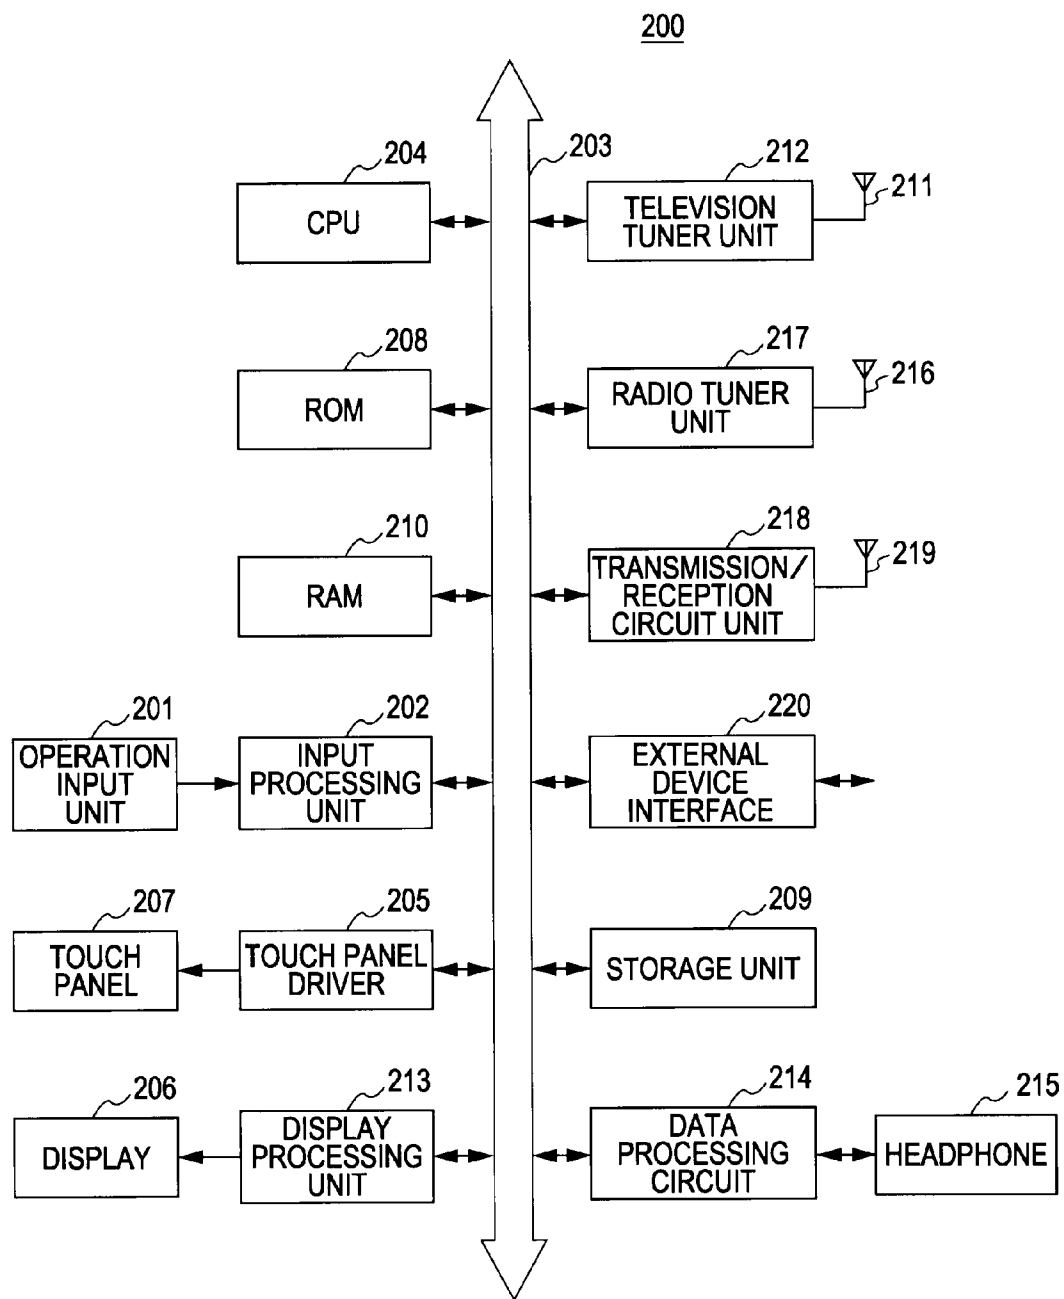 200
203
204
CPU
212
TELEVISION
TUNER UNIT
211
208
ROM
217
RADIO TUNER
UNIT
216
210
RAM
218
TRANSMISSION/
RECEPTION
CIRCUIT UNIT
219
201
OPERATION
INPUT
UNIT
202
INPUT
PROCESSING
UNIT
220
EXTERNAL
DEVICE
INTERFACE
207
TOUCH
PANEL
205
TOUCH PANEL
DRIVER
209
STORAGE UNIT
206
DISPLAY
213
DISPLAY
PROCESSING
UNIT
214
DATA
PROCESSING
CIRCUIT
215
HEADPHONE